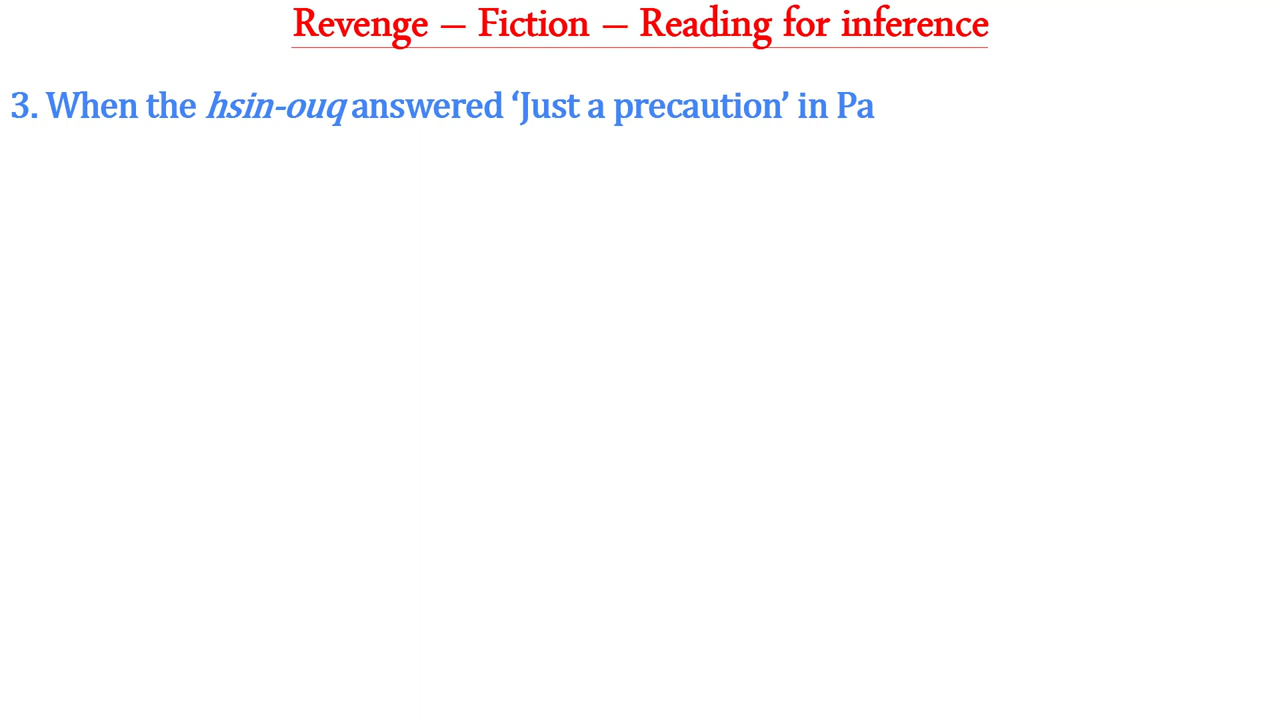 Revenge — Fiction — Reading for inference
3. When the hsin-ouq answered ‘Just a precaution’ in Pa